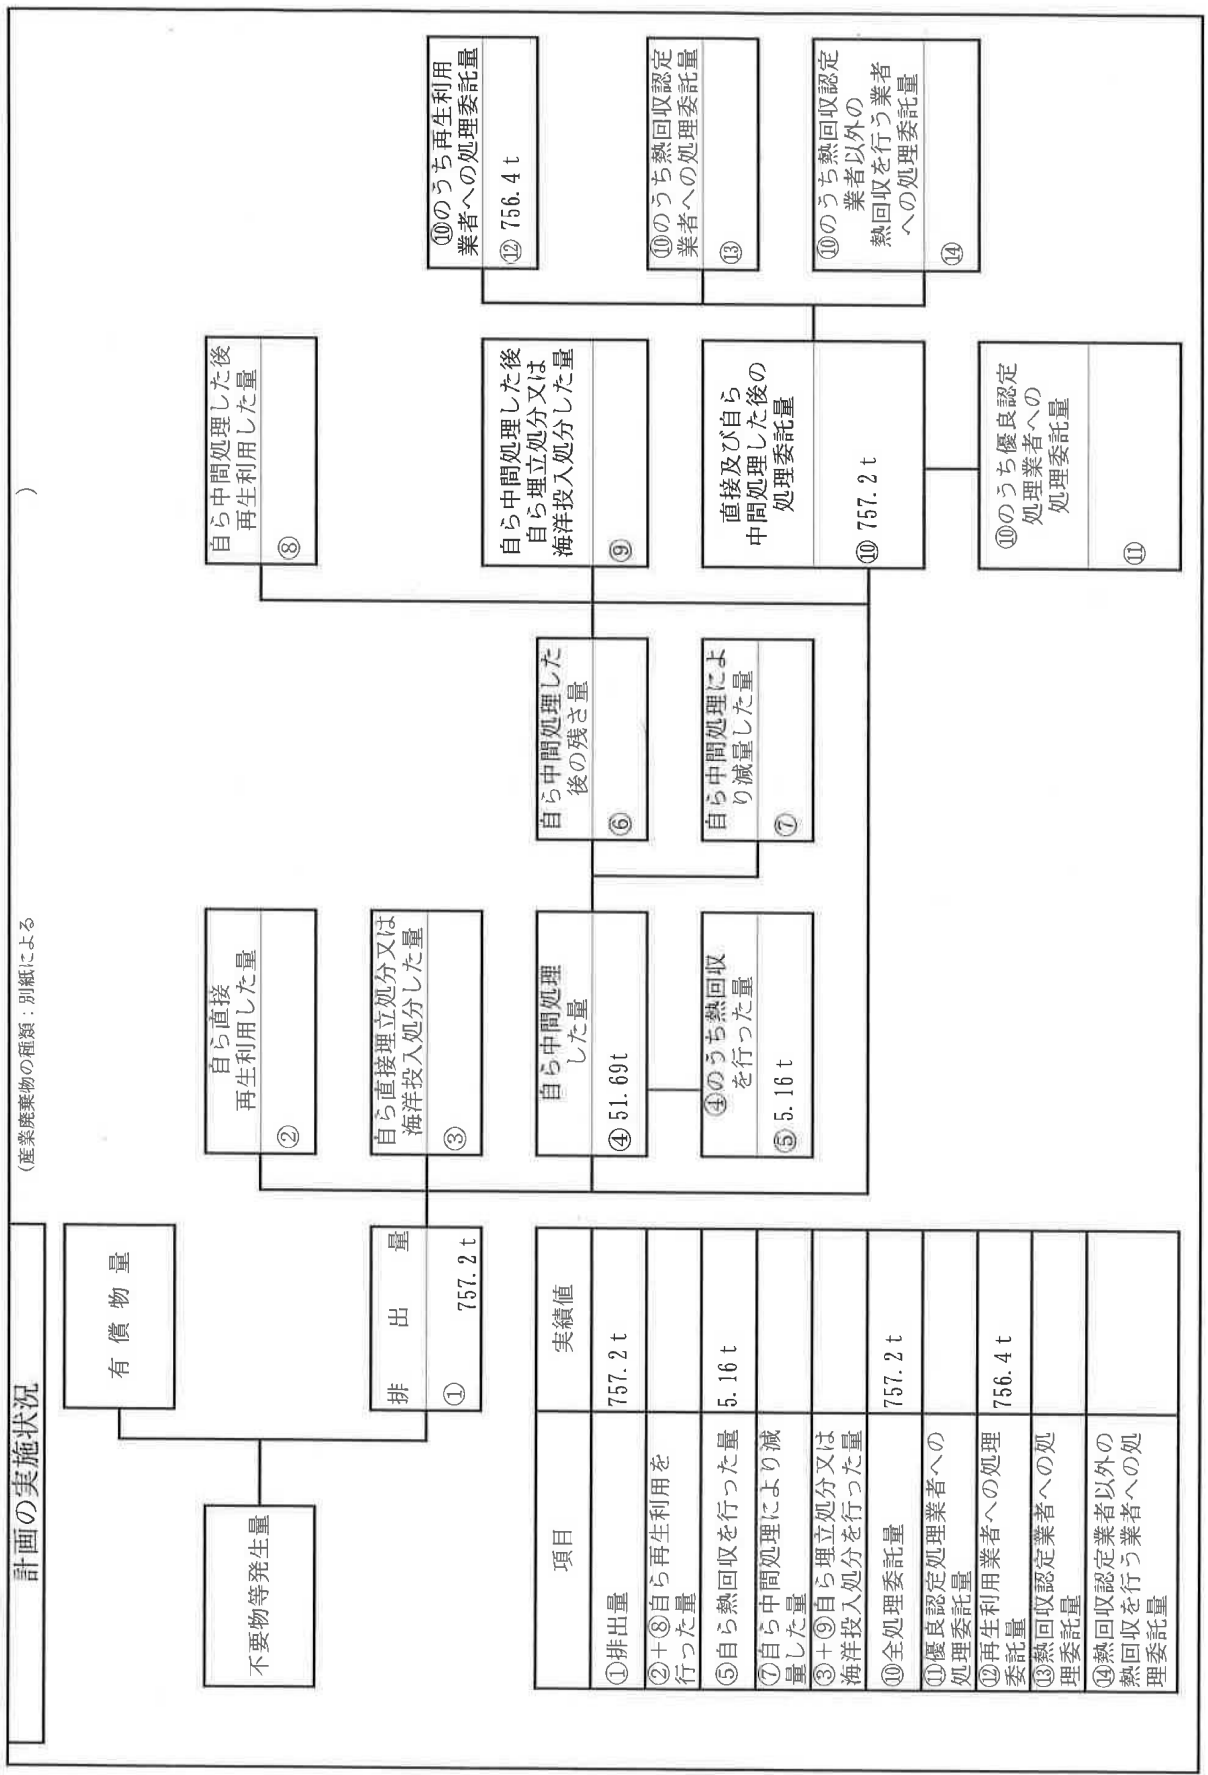 計画の実施状況
(産業廃棄物の種類：別紙による
)
不要物等発生量
有償物量
排出量
① 757.2t
自ら直接
再生利用した量
②
自ら直接埋立処分又は
海洋投入処分した量
③
自ら中間処理
した量
④ 51.69t
④のうち熱回収
を行った量
⑤ 5.16t
自ら中間処理した
後の残さ量
⑥
自ら中間処理によ
り減量した量
⑦
自ら中間処理した後
再生利用した量
⑧
自ら中間処理した後
自ら埋立処分又は
海洋投入処分した量
⑨
直接及び自ら
中間処理した後の
処理委託量
⑩ 757.2t
⑩のうち優良認定
処理業者への
処理委託量
⑪
⑩のうち再生利用
業者への処理委託量
⑫ 756.4t
⑩のうち熱回収認定
業者への処理委託量
⑬
⑩のうち熱回収認定
業者以外の
熱回収を行う業者
への処理委託量
⑭
項目 実績値
①排出量 757.2t
②＋⑧自ら再生利用を
行った量
⑤自ら熱回収を行った量 5.16t
⑦自ら中間処理により減
量した量
③＋⑨自ら埋立処分又は
海洋投入処分を行った量
⑩全処理委託量 757.2t
⑪優良認定処理業者への
処理委託量
⑫再生利用業者への処理
委託量 756.4t
⑬熱回収認定業者への処
理委託量
⑭熱回収認定業者以外の
熱回収を行う業者への処
理委託量